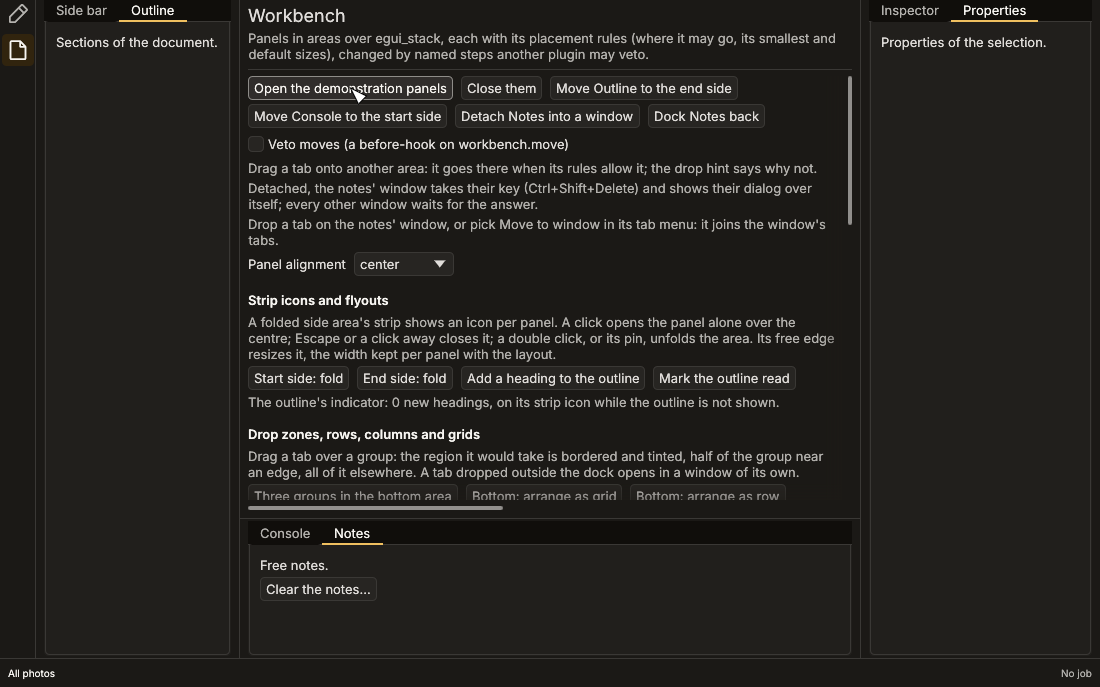 Side bar
Outline
Sections of the document.
Workbench
Panels in areas over egui_stack, each with its placement rules (where it may go, its smallest and
default sizes), changed by named steps another plugin may veto.
Open the demonstration panels
Close them
Move Outline to the end side
Move Console to the start side
Detach Notes into a window
Dock Notes back
Veto moves (a before-hook on workbench.move)
Drag a tab onto another area: it goes there when its rules allow it; the drop hint says why not.
Detached, the notes' window takes their key (Ctrl+Shift+Delete) and shows their dialog over
itself; every other window waits for the answer.
Drop a tab on the notes' window, or pick Move to window in its tab menu: it joins the window's
tabs.
Panel alignment
center
Strip icons and flyouts
A folded side area's strip shows an icon per panel. A click opens the panel alone over the
centre; Escape or a click away closes it; a double click, or its pin, unfolds the area. Its free edge
resizes it, the width kept per panel with the layout.
Start side: fold
End side: fold
Add a heading to the outline
Mark the outline read
The outline's indicator: 0 new headings, on its strip icon while the outline is not shown.
Drop zones, rows, columns and grids
Drag a tab over a group: the region it would take is bordered and tinted, half of the group near
an edge, all of it elsewhere. A tab dropped outside the dock opens in a window of its own.
Three groups in the bottom area
Bottom: arrange as grid
Bottom: arrange as row
Console
Notes
Free notes.
Clear the notes...
Inspector
Properties
Properties of the selection.
All photos
No job